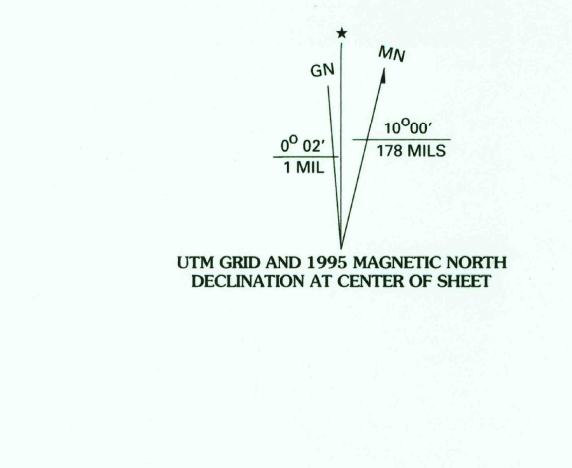 ★
MN
GN
10°00′
178 MILS
0° 02′
1 MIL
UTM GRID AND 1995 MAGNETIC NORTH
DECLINATION AT CENTER OF SHEET